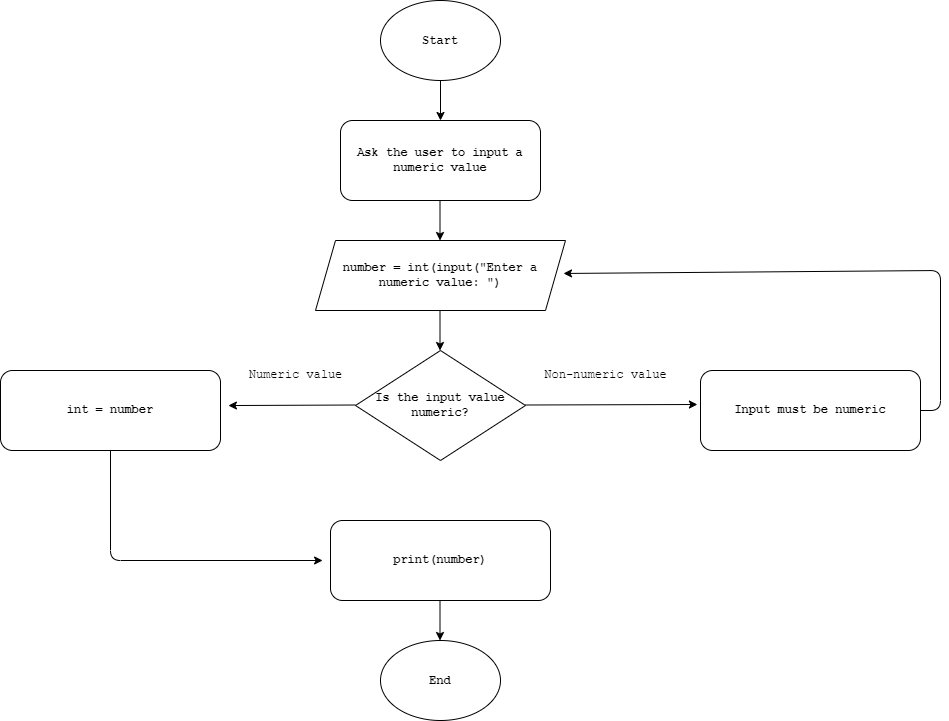 Start
Ask the user to input a
numeric value
number = int(input("Enter a
numeric value: ")
Numeric value
Non-numeric value
Is the input value
numeric?
int = number
Input must be numeric
print(number)
End